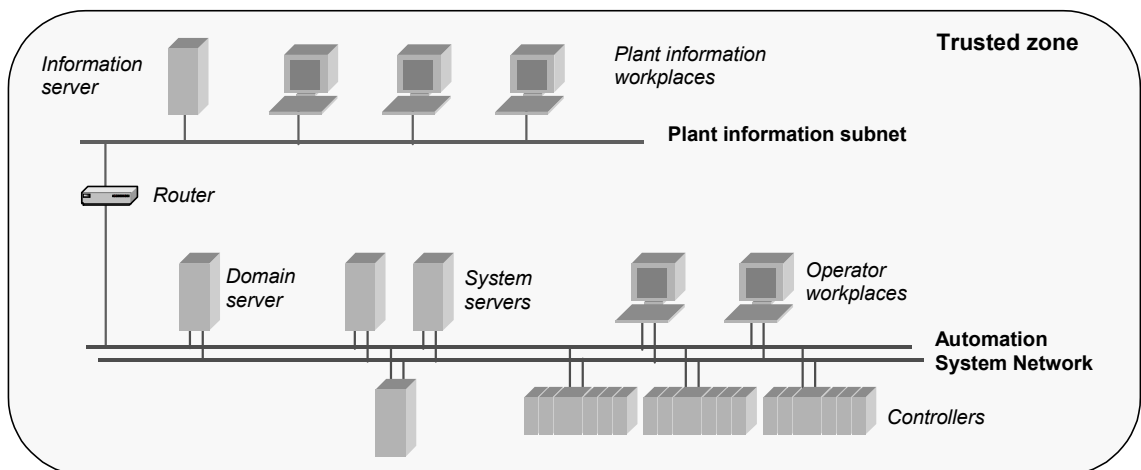 Trusted zone
Information
server
Plant information
workplaces
Plant information subnet
Router
Domain
server
System
servers
Operator
workplaces
Automation
System Network
Controllers